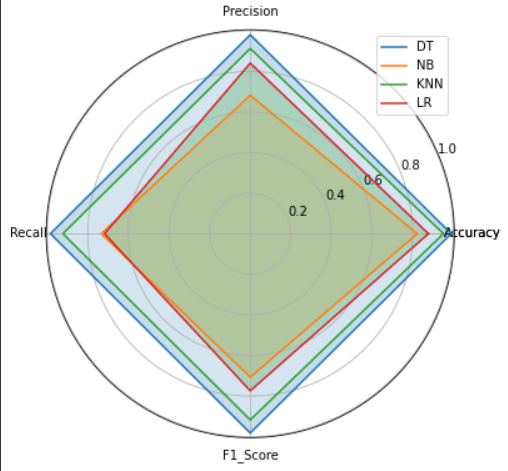 Precision
DT
NB
KNN
LR
1.0
0.8
0.6
0.4
0.2
Recall
Accuracy
F1_Score